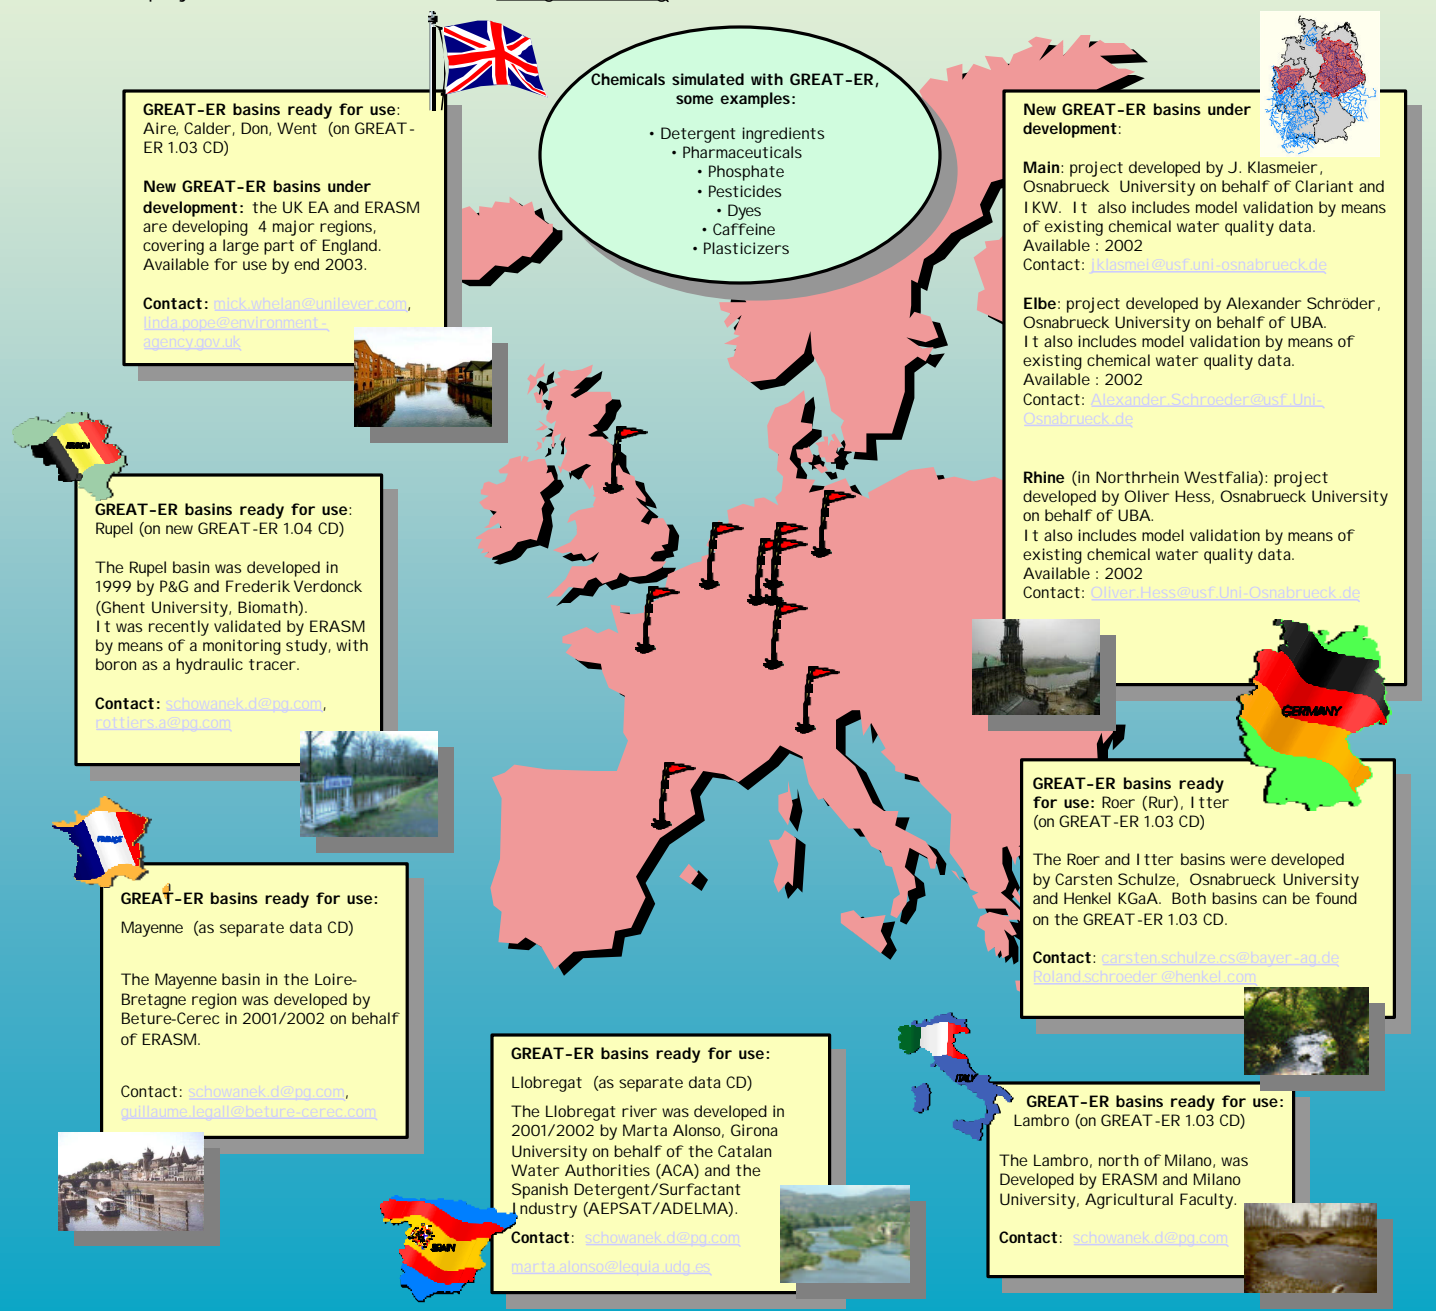 Chemicals simulated with GREAT-ER,
some examples:
• Detergent ingredients
• Pharmaceuticals
• Phosphate
• Pesticides
• Dyes
• Caffeine
• Plasticizers
GREAT-ER basins ready for use:
Aire, Calder, Don, Went (on GREAT-
ER 1.03 CD)
New GREAT-ER basins under
development: the UK EA and ERASM
are developing 4 major regions,
covering a large part of England.
Available for use by end 2003.
Contact: mick.whelan@unilever.com,
linda.pope@environment-
agency.gov.uk
New GREAT-ER basins under
development:
Main: project developed by J. Klasmeier,
Osnabrueck University on behalf of Clariant and
IKW. It also includes model validation by means
of existing chemical water quality data.
Available : 2002
Contact: jklasmei@usf.uni-osnabrueck.de
Elbe: project developed by Alexander Schröder,
Osnabrueck University on behalf of UBA.
It also includes model validation by means of
existing chemical water quality data.
Available : 2002
Contact: Alexander.Schroeder@usf.Uni-
Osnabrueck.de
Rhine (in Northrhein Westfalia): project
developed by Oliver Hess, Osnabrueck University
on behalf of UBA.
It also includes model validation by means of
existing chemical water quality data.
Available : 2002
Contact: Oliver.Hess@usf.Uni-Osnabrueck.de
GERMANY
GREAT-ER basins ready for use:
Rupel (on new GREAT-ER 1.04 CD)
The Rupel basin was developed in
1999 by P&G and Frederik Verdonck
(Ghent University, Biomath).
It was recently validated by ERASM
by means of a monitoring study, with
boron as a hydraulic tracer.
Contact: schowanek.d@pg.com,
rottiers.a@pg.com
GREAT-ER basins ready
for use: Roer (Rur), Itter
(on GREAT-ER 1.03 CD)
The Roer and Itter basins were developed
by Carsten Schulze, Osnabrueck University
and Henkel KGaA. Both basins can be found
on the GREAT-ER 1.03 CD.
Contact: carsten.schulze.cs@bayer-ag.de
Roland.schroeder@henkel.com
FRANCE
GREAT-ER basins ready for use:
Mayenne (as separate data CD)
The Mayenne basin in the Loire-
Bretagne region was developed by
Beture-Cerec in 2001/2002 on behalf
of ERASM.
Contact: schowanek.d@pg.com,
guillaume.legall@beture-cerec.com
SPAIN
GREAT-ER basins ready for use:
Llobregat (as separate data CD)
The Llobregat river was developed in
2001/2002 by Marta Alonso, Girona
University on behalf of the Catalan
Water Authorities (ACA) and the
Spanish Detergent/Surfactant
Industry (AEPSAT/ADELMA).
Contact: schowanek.d@pg.com
marta.alonso@lequia.udg.es
ITALY
GREAT-ER basins ready for use:
Lambro (on GREAT-ER 1.03 CD)
The Lambro, north of Milano, was
Developed by ERASM and Milano
University, Agricultural Faculty.
Contact: schowanek.d@pg.com